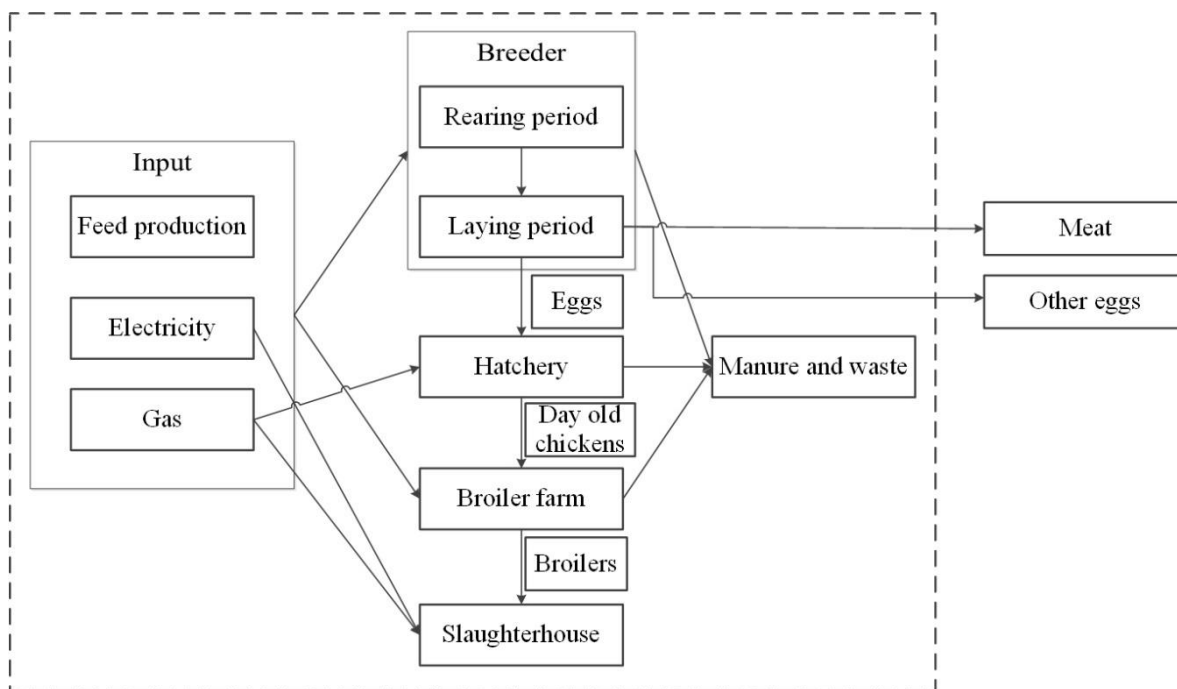 Breeder
Rearing period
Input
Feed production
Laying period
Meat
Eggs
Other eggs
Electricity
Hatchery
Manure and waste
Gas
Day old
chickens
Broiler farm
Broilers
Slaughterhouse